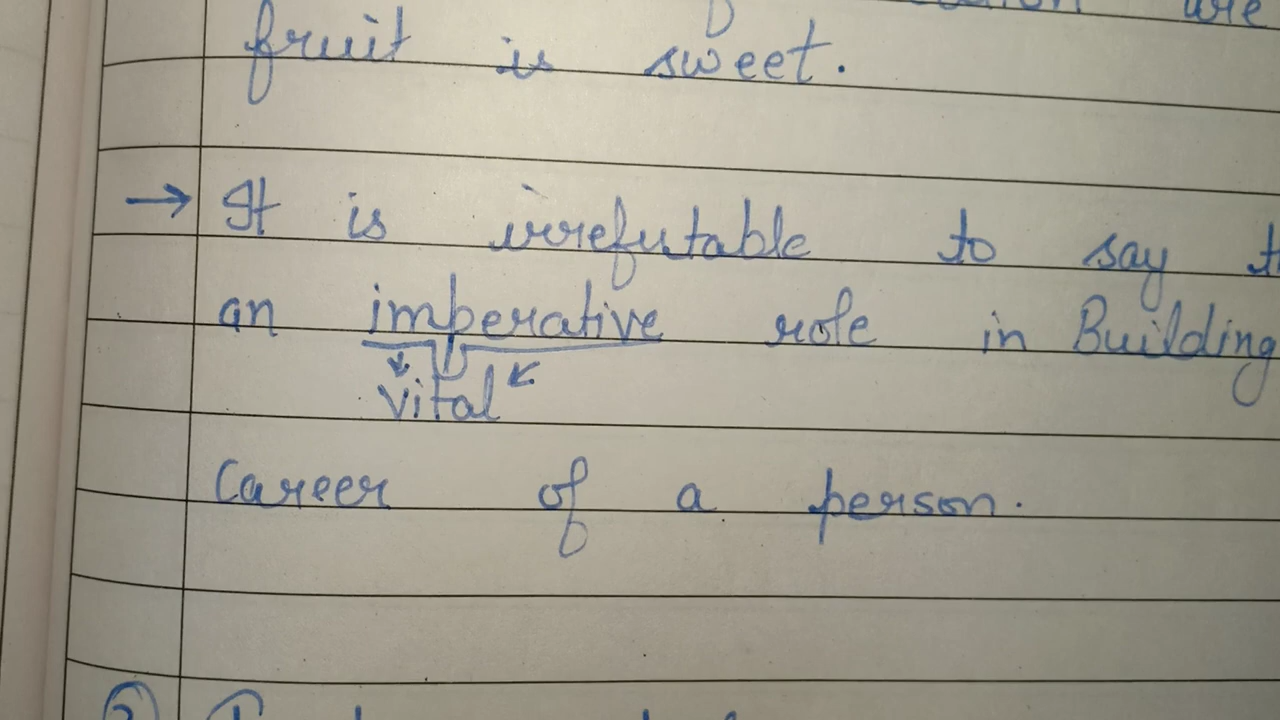 fruit is sweet.
→ It is irrefutable to say
an imperative role in Building
vital
Career of a person.